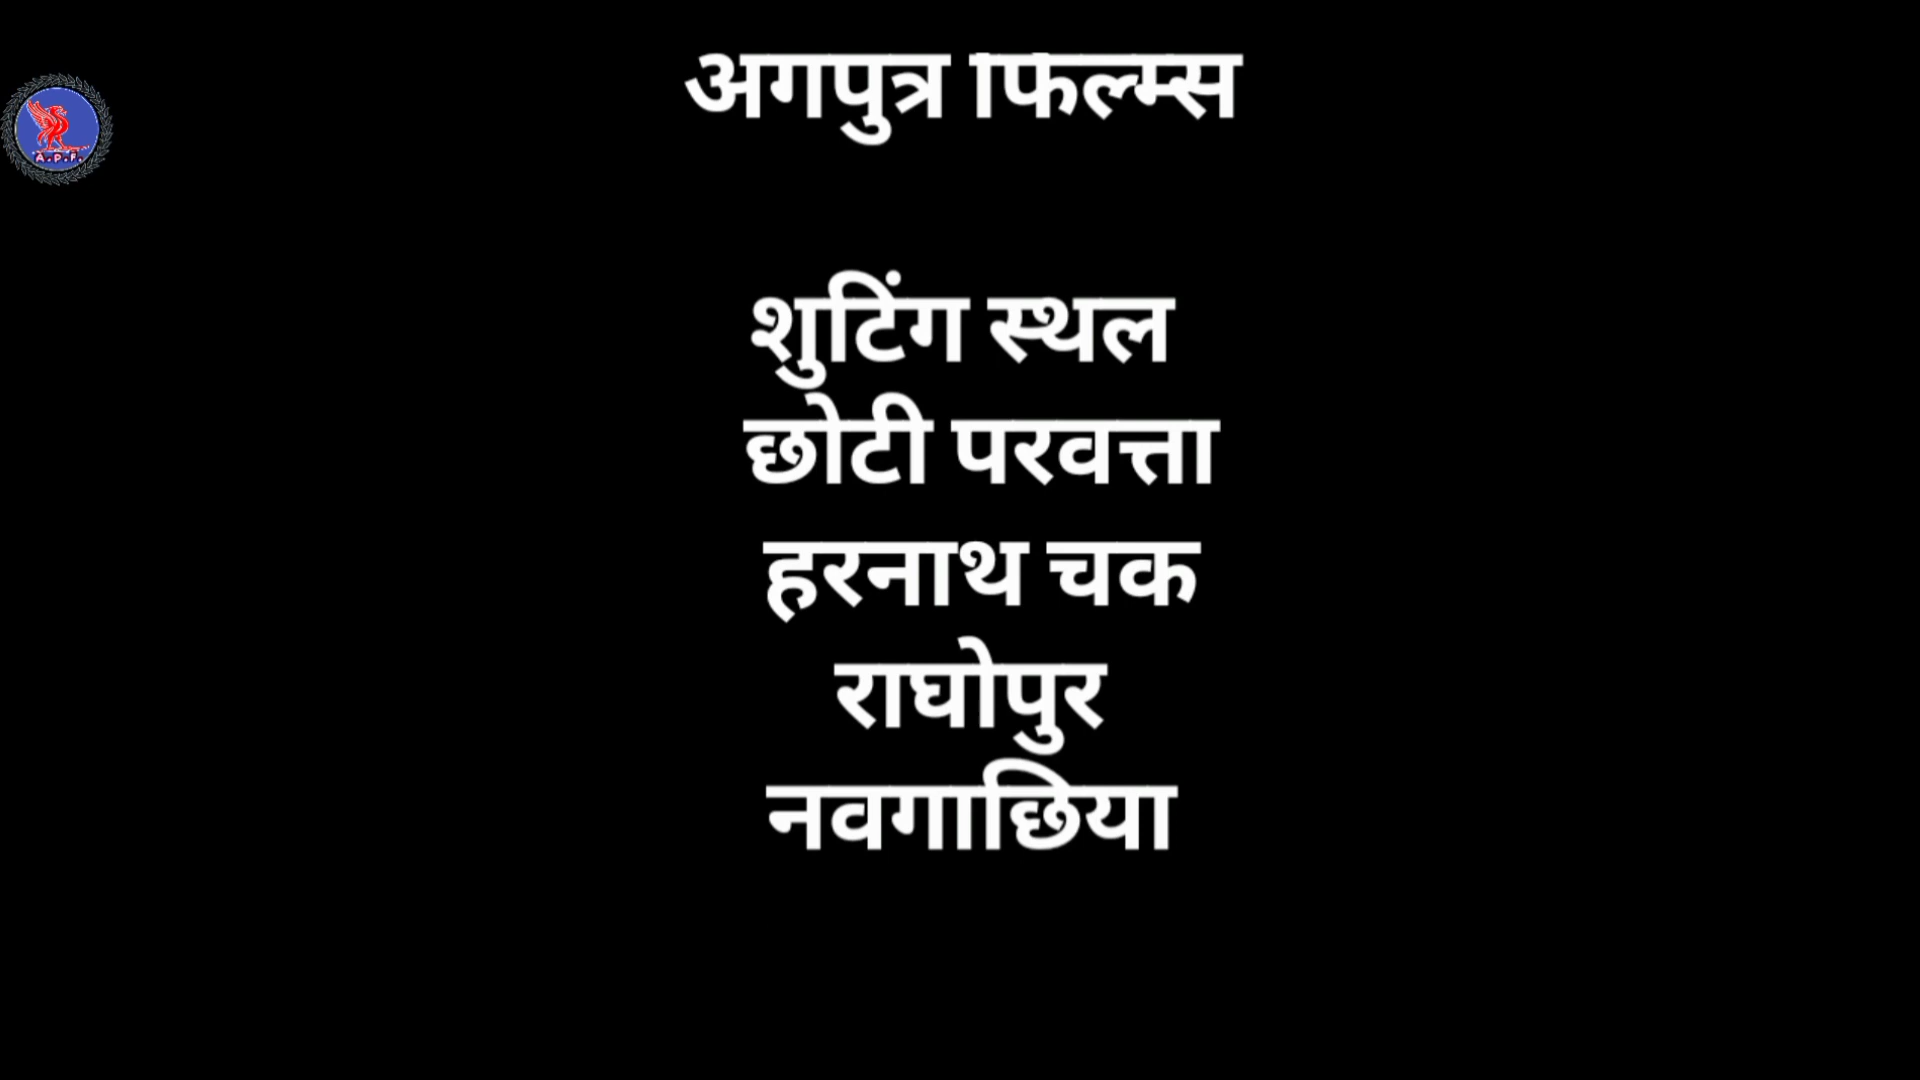 अगपुत्र फिल्म्स
A.P.F.
शुटिंग स्थल
छोटी परवत्ता
हरनाथ चक
राघोपुर
नवगाछिया